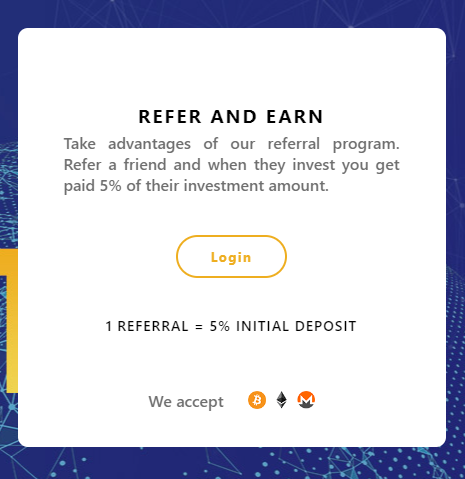 REFER AND EARN
Take advantages of our referral program.
Refer a friend and when they invest you get
paid 5% of their investment amount.
Login
1 REFERRAL = 5% INITIAL DEPOSIT
We accept